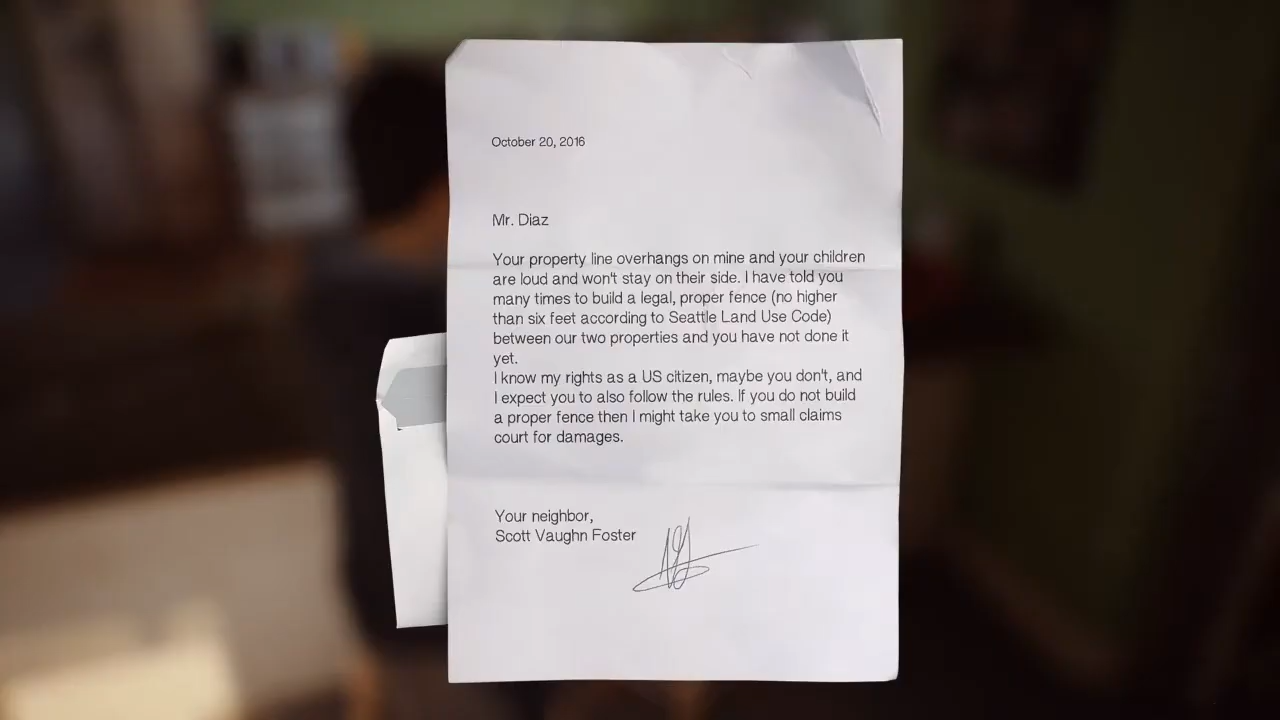 October 20, 2016
Mr. Diaz
Your property line overhangs on mine and your children
are loud and won't stay on their side. I have told you
many times to build a legal, proper fence (no higher
than six feet according to Seattle Land Use Code)
between our two properties and you have not done it
yet.
I know my rights as a US citizen, maybe you don't, and
I expect you to also follow the rules. If you do not build
a proper fence then I might take you to small claims
court for damages.
Your neighbor,
Scott Vaughn Foster